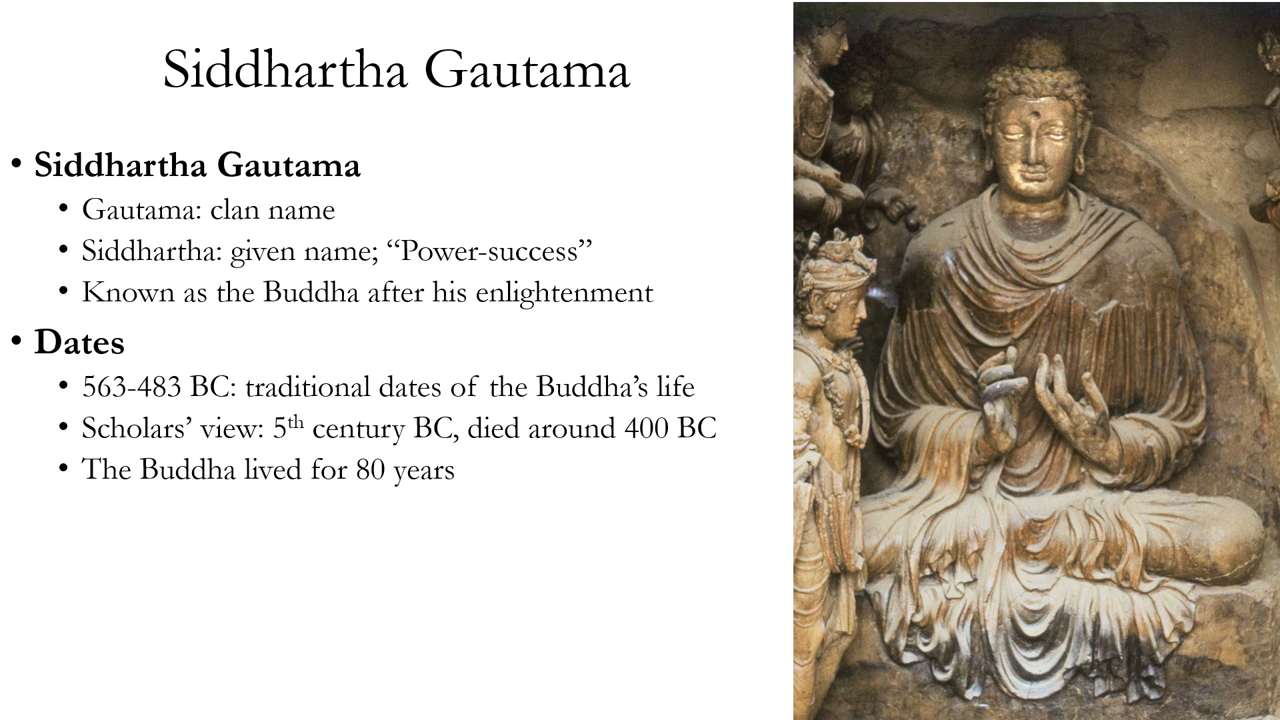 Siddhartha Gautama
• Siddhartha Gautama
• Gautama: clan name
• Siddhartha: given name; “Power-success”
• Known as the Buddha after his enlightenment
• Dates
• 563-483 BC: traditional dates of the Buddha’s life
• Scholars’ view: 5th century BC, died around 400 BC
• The Buddha lived for 80 years